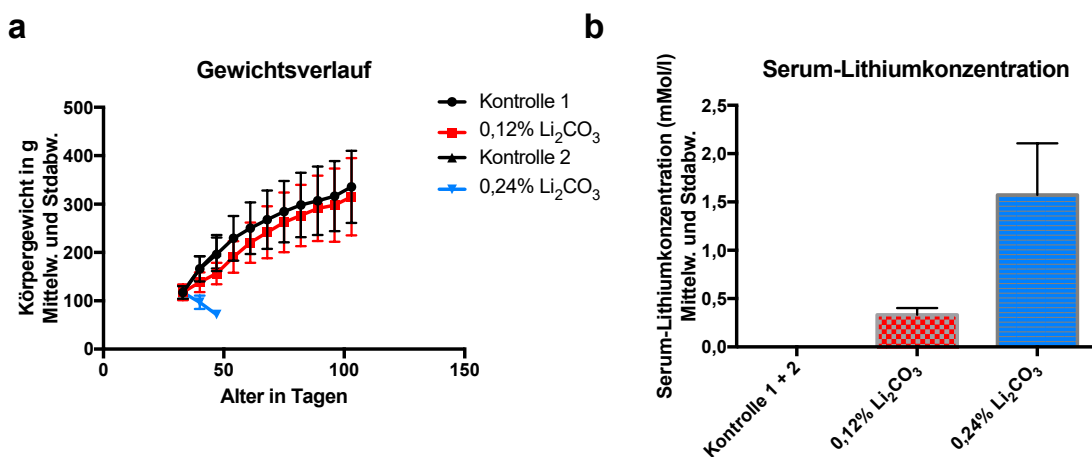 a
Gewichtsverlauf
Körpergewicht in g
Mittelw. und Stdabw.
500
400
300
200
100
0
0
50
100
150
Alter in Tagen
Kontrolle 1
0,12% Li₂CO₃
Kontrolle 2
0,24% Li₂CO₃
b
Serum-Lithiumkonzentration
Serum-Lithiumkonzentration (mMol/l)
Mittelw. und Stdabw.
2,5
2,0
1,5
1,0
0,5
0,0
Kontrolle 1 + 2
0,12% Li₂CO₃
0,24% Li₂CO₃